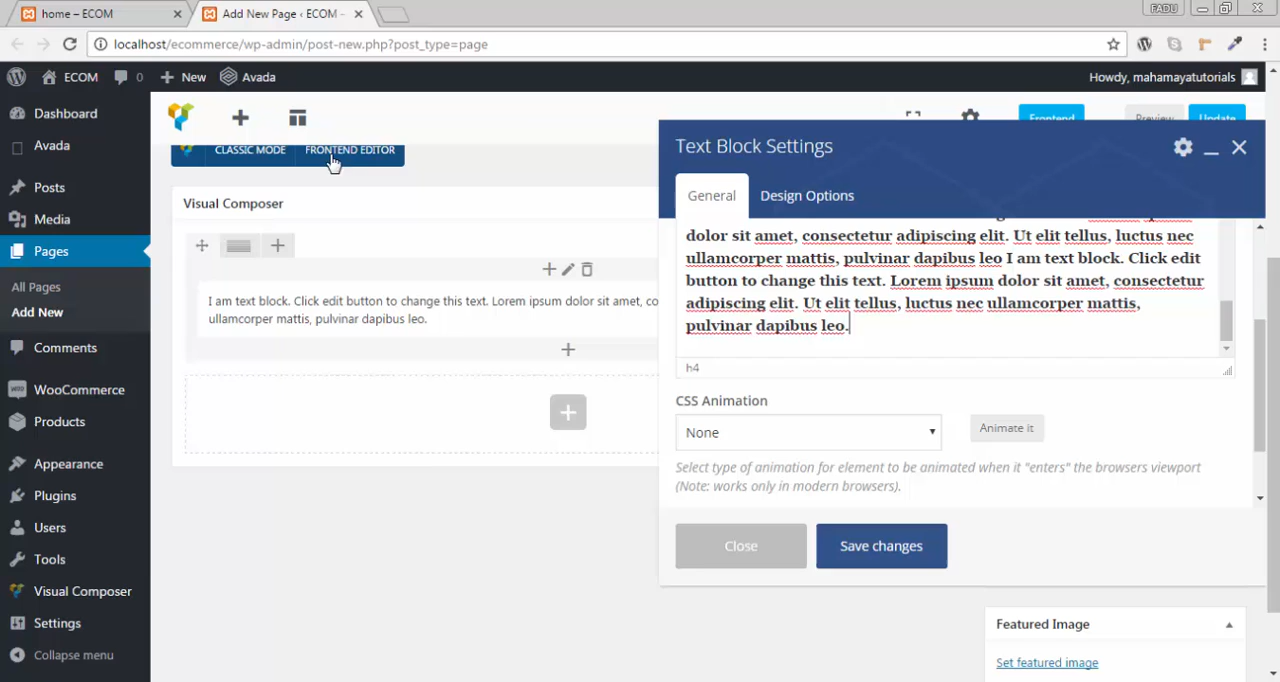 home – ECOM
Add New Page ‹ ECOM –
FADU
localhost/ecommerce/wp-admin/post-new.php?post_type=page
ECOM
0
New
Avada
Howdy, mahamayatutorials
Dashboard
Avada
Posts
Media
Pages
All Pages
Add New
Comments
WooCommerce
Products
Appearance
Plugins
Users
Tools
Visual Composer
Settings
Collapse menu
Frontend
Preview
Update
CLASSIC MODE
FRONTEND EDITOR
Visual Composer
I am text block. Click edit button to change this text. Lorem ipsum dolor sit amet, co
ullamcorper mattis, pulvinar dapibus leo.
Text Block Settings
General
Design Options
dolor sit amet, consectetur adipiscing elit. Ut elit tellus, luctus nec
ullamcorper mattis, pulvinar dapibus leo I am text block. Click edit
button to change this text. Lorem ipsum dolor sit amet, consectetur
adipiscing elit. Ut elit tellus, luctus nec ullamcorper mattis,
pulvinar dapibus leo.
h4
CSS Animation
None
Animate it
Select type of animation for element to be animated when it "enters" the browsers viewport
(Note: works only in modern browsers).
Close
Save changes
Featured Image
Set featured image